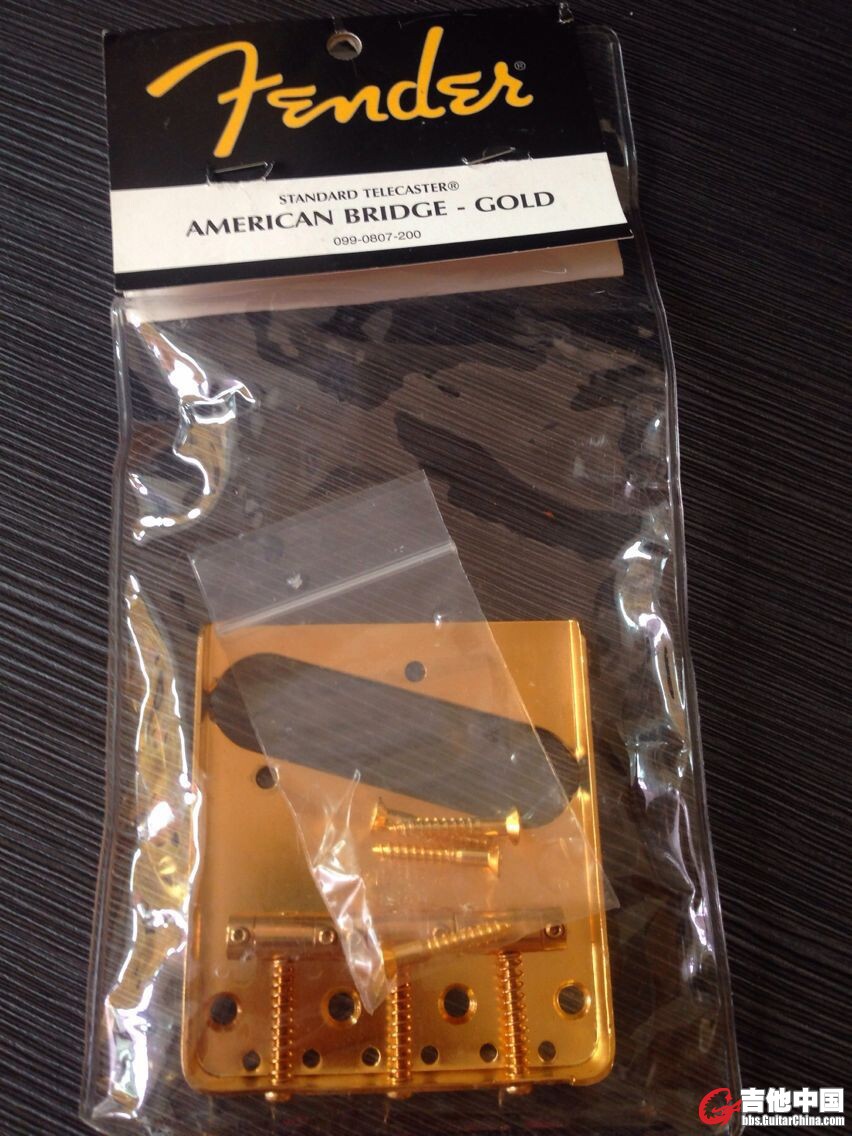 Fender®
STANDARD TELECASTER®
AMERICAN BRIDGE - GOLD
099-0807-200
吉他中国
bbs.GuitarChina.com